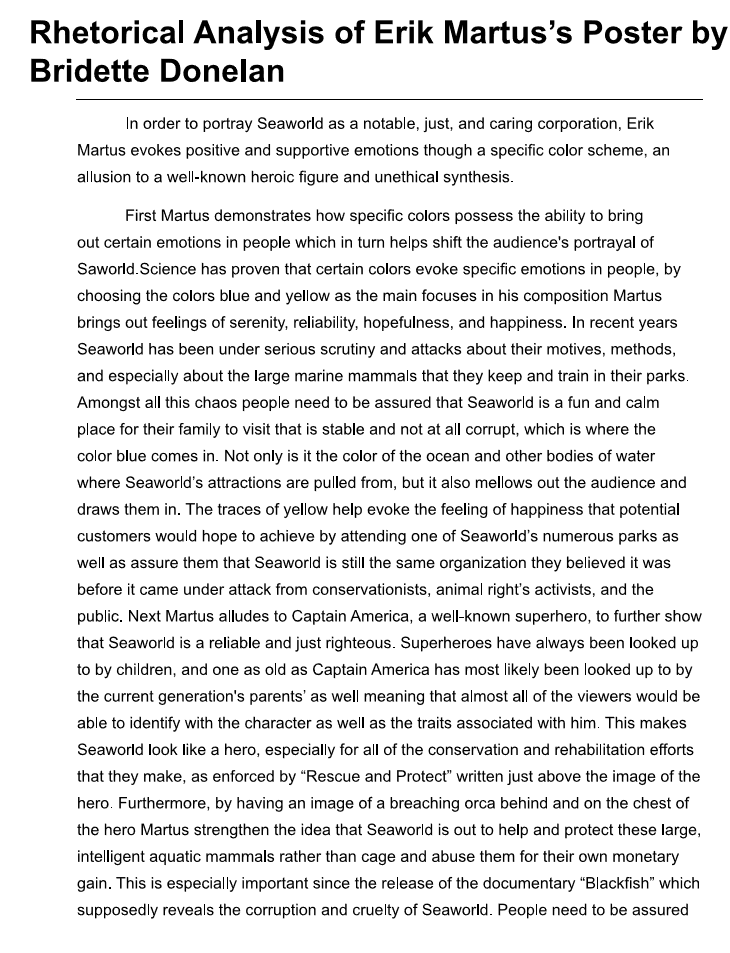 Rhetorical Analysis of Erik Martus’s Poster by
Bridette Donelan
In order to portray Seaworld as a notable, just, and caring corporation, Erik
Martus evokes positive and supportive emotions though a specific color scheme, an
allusion to a well-known heroic figure and unethical synthesis.
First Martus demonstrates how specific colors possess the ability to bring
out certain emotions in people which in turn helps shift the audience's portrayal of
Saworld.Science has proven that certain colors evoke specific emotions in people, by
choosing the colors blue and yellow as the main focuses in his composition Martus
brings out feelings of serenity, reliability, hopefulness, and happiness. In recent years
Seaworld has been under serious scrutiny and attacks about their motives, methods,
and especially about the large marine mammals that they keep and train in their parks.
Amongst all this chaos people need to be assured that Seaworld is a fun and calm
place for their family to visit that is stable and not at all corrupt, which is where the
color blue comes in. Not only is it the color of the ocean and other bodies of water
where Seaworld’s attractions are pulled from, but it also mellows out the audience and
draws them in. The traces of yellow help evoke the feeling of happiness that potential
customers would hope to achieve by attending one of Seaworld’s numerous parks as
well as assure them that Seaworld is still the same organization they believed it was
before it came under attack from conservationists, animal right’s activists, and the
public. Next Martus alludes to Captain America, a well-known superhero, to further show
that Seaworld is a reliable and just righteous. Superheroes have always been looked up
to by children, and one as old as Captain America has most likely been looked up to by
the current generation's parents’ as well meaning that almost all of the viewers would be
able to identify with the character as well as the traits associated with him. This makes
Seaworld look like a hero, especially for all of the conservation and rehabilitation efforts
that they make, as enforced by “Rescue and Protect” written just above the image of the
hero. Furthermore, by having an image of a breaching orca behind and on the chest of
the hero Martus strengthen the idea that Seaworld is out to help and protect these large,
intelligent aquatic mammals rather than cage and abuse them for their own monetary
gain. This is especially important since the release of the documentary “Blackfish” which
supposedly reveals the corruption and cruelty of Seaworld. People need to be assured